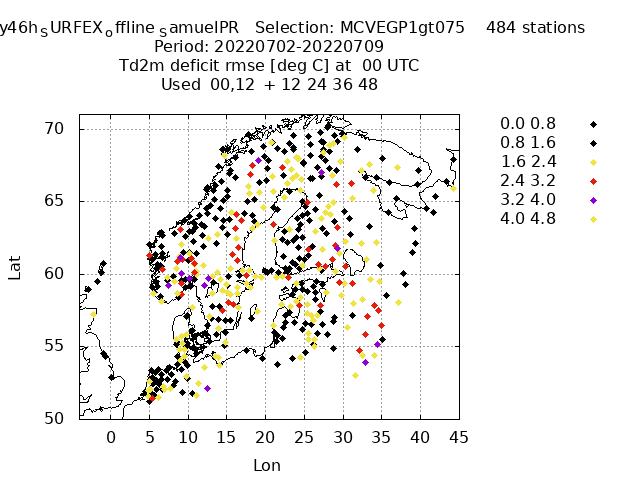 y46h_SURFEX_offline_SamuelPR Selection: MCVEGP1gt075 484 stations
Period: 20220702-20220709
Td2m deficit rmse [deg C] at 00 UTC
Used 00,12 + 12 24 36 48
70
65
60
55
50
0 5 10 15 20 25 30 35 40 45
Lat
Lon
0.0 0.8
0.8 1.6
1.6 2.4
2.4 3.2
3.2 4.0
4.0 4.8